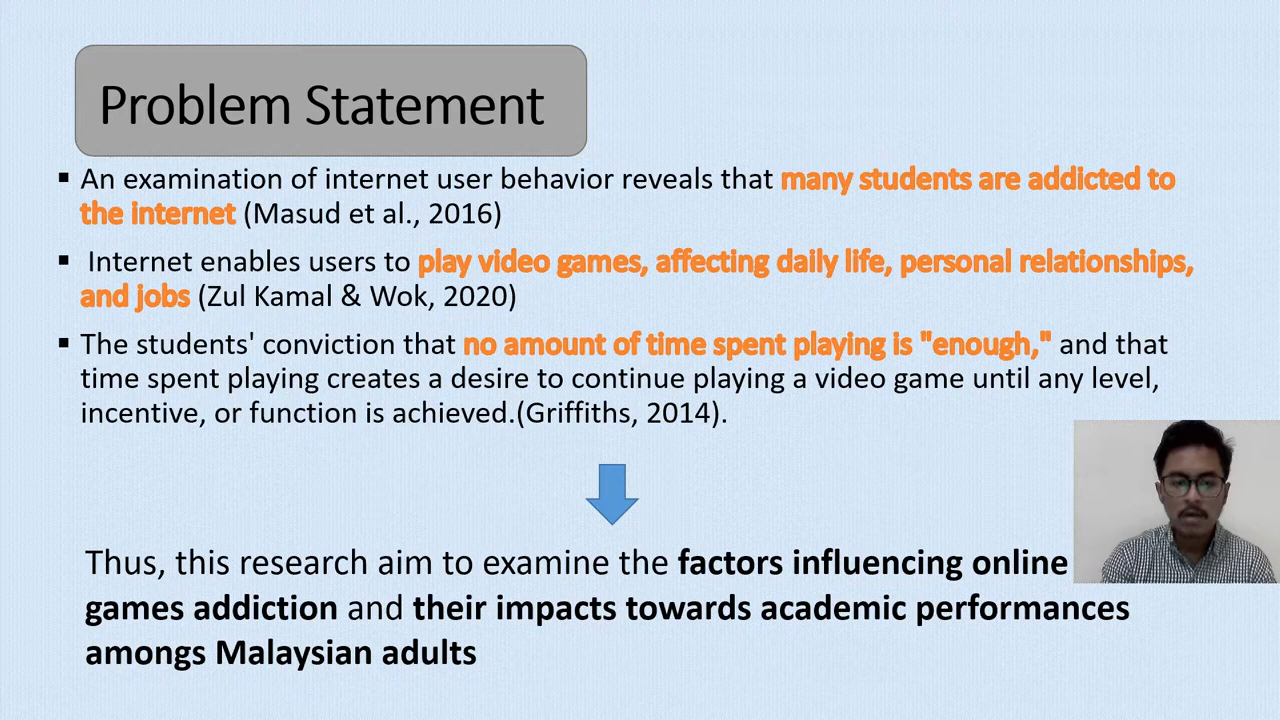 Problem Statement
▪ An examination of internet user behavior reveals that many students are addicted to
the internet (Masud et al., 2016)
▪ Internet enables users to play video games, affecting daily life, personal relationships,
and jobs (Zul Kamal & Wok, 2020)
▪ The students' conviction that no amount of time spent playing is "enough," and that
time spent playing creates a desire to continue playing a video game until any level,
incentive, or function is achieved.(Griffiths, 2014).
Thus, this research aim to examine the factors influencing online
games addiction and their impacts towards academic performances
amongs Malaysian adults